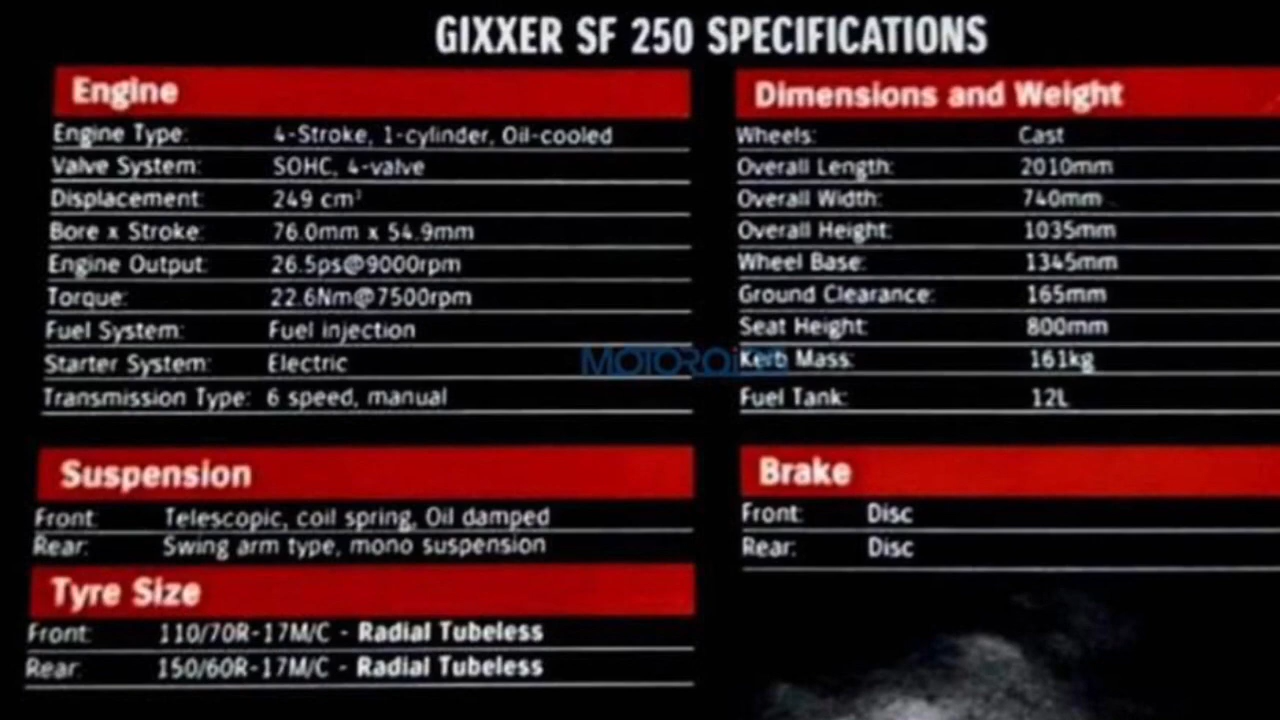 GIXXER SF 250 SPECIFICATIONS
Engine
Engine Type: 4-Stroke, 1-cylinder, Oil-cooled
Valve System: SOHC, 4-valve
Displacement: 249 cm³
Bore x Stroke: 76.0mm x 54.9mm
Engine Output: 26.5ps@9000rpm
Torque: 22.6Nm@7500rpm
Fuel System: Fuel injection
Starter System: Electric
Transmission Type: 6 speed, manual
Suspension
Front: Telescopic, coil spring, Oil damped
Rear: Swing arm type, mono suspension
Tyre Size
Front: 110/70R-17M/C - Radial Tubeless
Rear: 150/60R-17M/C - Radial Tubeless
Dimensions and Weight
Wheels: Cast
Overall Length: 2010mm
Overall Width: 740mm
Overall Height: 1035mm
Wheel Base: 1345mm
Ground Clearance: 165mm
Seat Height: 800mm
Kerb Mass: 161kg
Fuel Tank: 12L
Brake
Front: Disc
Rear: Disc